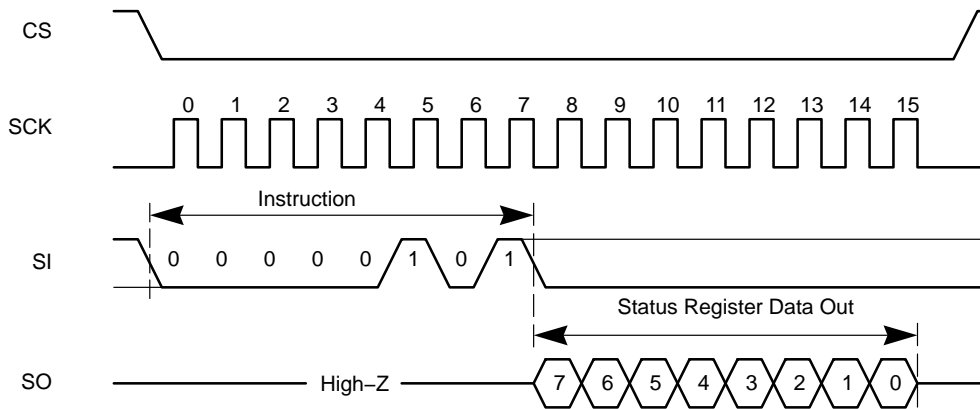 CS
0 1 2 3 4 5 6 7 8 9 10 11 12 13 14 15
SCK
Instruction
SI 0 0 0 0 0 1 0 1
Status Register Data Out
SO High–Z 7 6 5 4 3 2 1 0